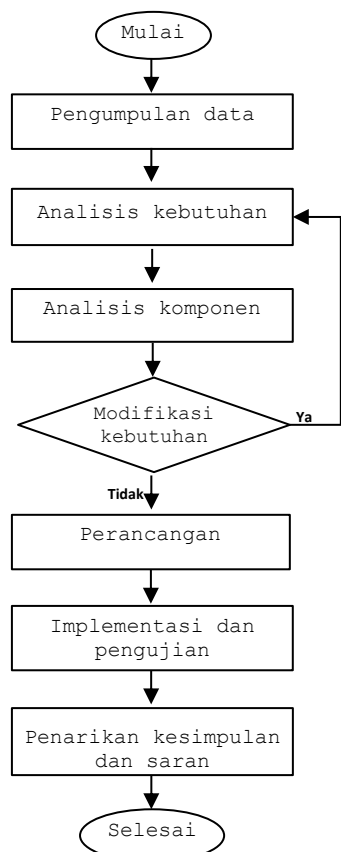 Mulai
Pengumpulan data
Analisis kebutuhan
Analisis komponen
Modifikasi
kebutuhan
Ya
Tidak
Perancangan
Implementasi dan
pengujian
Penarikan kesimpulan
dan saran
Selesai